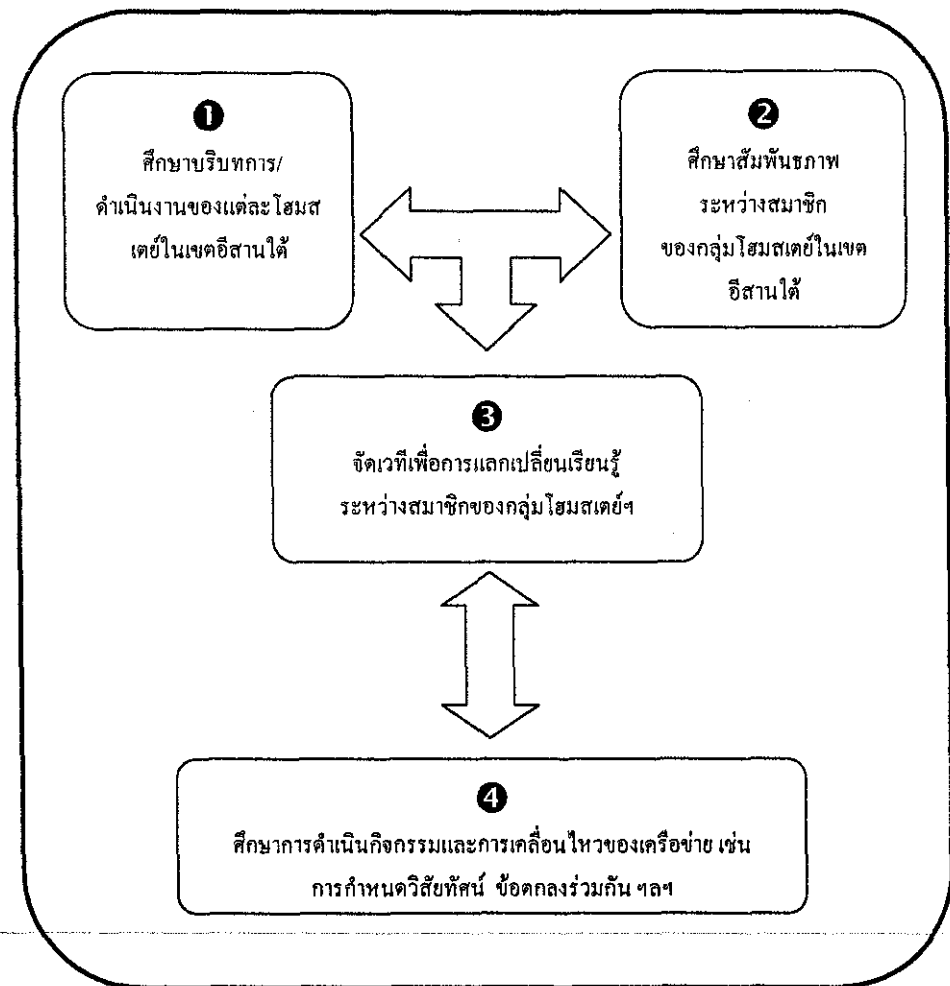 ❶
ศึกษาบริบทการ/
ดำเนินงานของแต่ละโฮมส
เตย์ในเขตอีสานใต้
❷
ศึกษาสัมพันธภาพ
ระหว่างสมาชิก
ของกลุ่มโฮมสเตย์ในเขต
อีสานใต้
❸
จัดเวทีเพื่อการแลกเปลี่ยนเรียนรู้
ระหว่างสมาชิกของกลุ่มโฮมสเตย์ฯ
❹
ศึกษาการดำเนินกิจกรรมและการเคลื่อนไหวของเครือข่าย เช่น
การกำหนดวิสัยทัศน์ ข้อตกลงร่วมกัน ฯลฯ